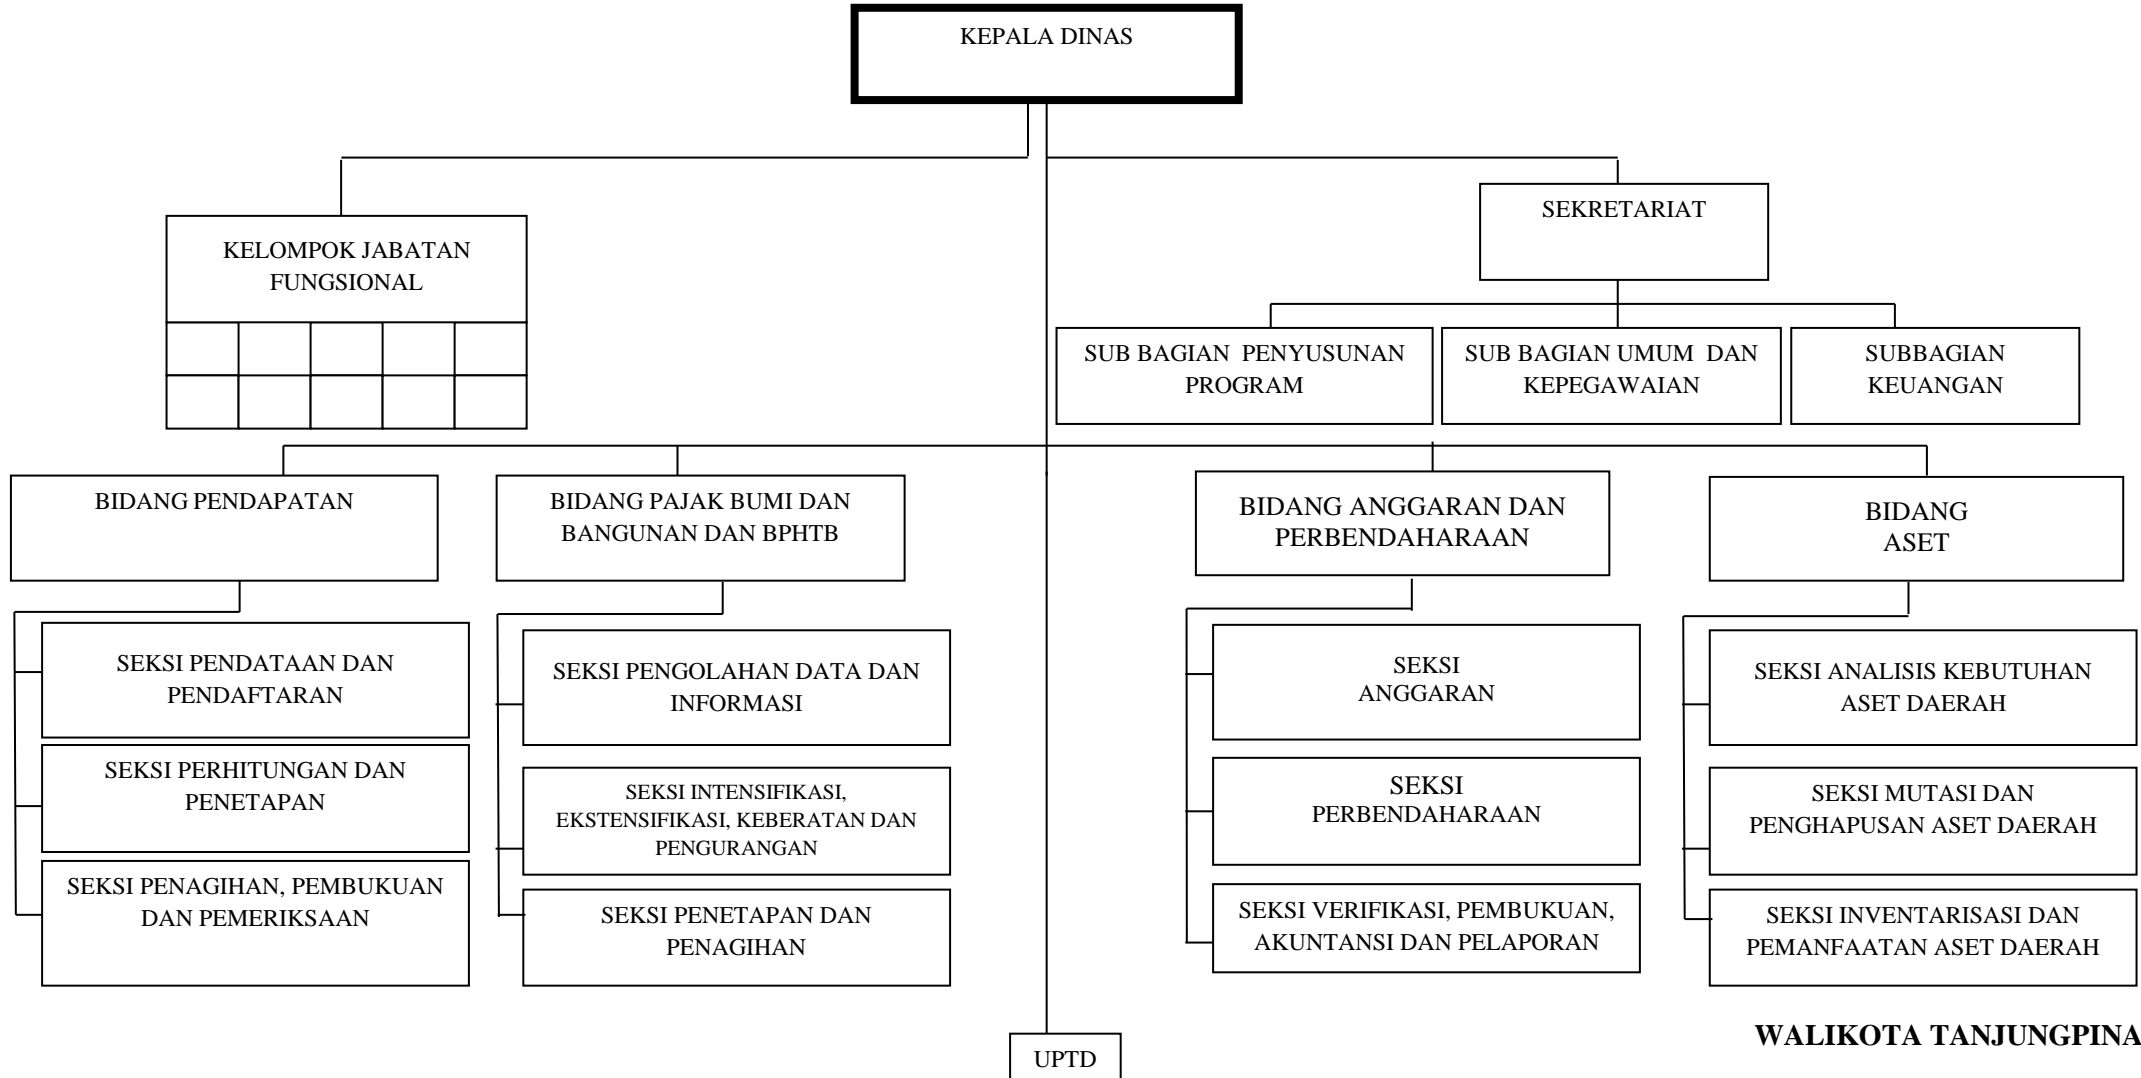 KEPALA DINAS
SEKRETARIAT
KELOMPOK JABATAN
FUNGSIONAL
SUB BAGIAN PENYUSUNAN
PROGRAM
SUB BAGIAN UMUM DAN
KEPEGAWAIAN
SUBBAGIAN
KEUANGAN
BIDANG PENDAPATAN
BIDANG PAJAK BUMI DAN
BANGUNAN DAN BPHTB
BIDANG ANGGARAN DAN
PERBENDAHARAAN
BIDANG
ASET
SEKSI PENDATAAN DAN
PENDAFTARAN
SEKSI PERHITUNGAN DAN
PENETAPAN
SEKSI PENAGIHAN, PEMBUKUAN
DAN PEMERIKSAAN
SEKSI PENGOLAHAN DATA DAN
INFORMASI
SEKSI INTENSIFIKASI,
EKSTENSIFIKASI, KEBERATAN DAN
PENGURANGAN
SEKSI PENETAPAN DAN
PENAGIHAN
SEKSI
ANGGARAN
SEKSI
PERBENDAHARAAN
SEKSI VERIFIKASI, PEMBUKUAN,
AKUNTANSI DAN PELAPORAN
SEKSI ANALISIS KEBUTUHAN
ASET DAERAH
SEKSI MUTASI DAN
PENGHAPUSAN ASET DAERAH
SEKSI INVENTARISASI DAN
PEMANFAATAN ASET DAERAH
WALIKOTA TANJUNGPINA
UPTD